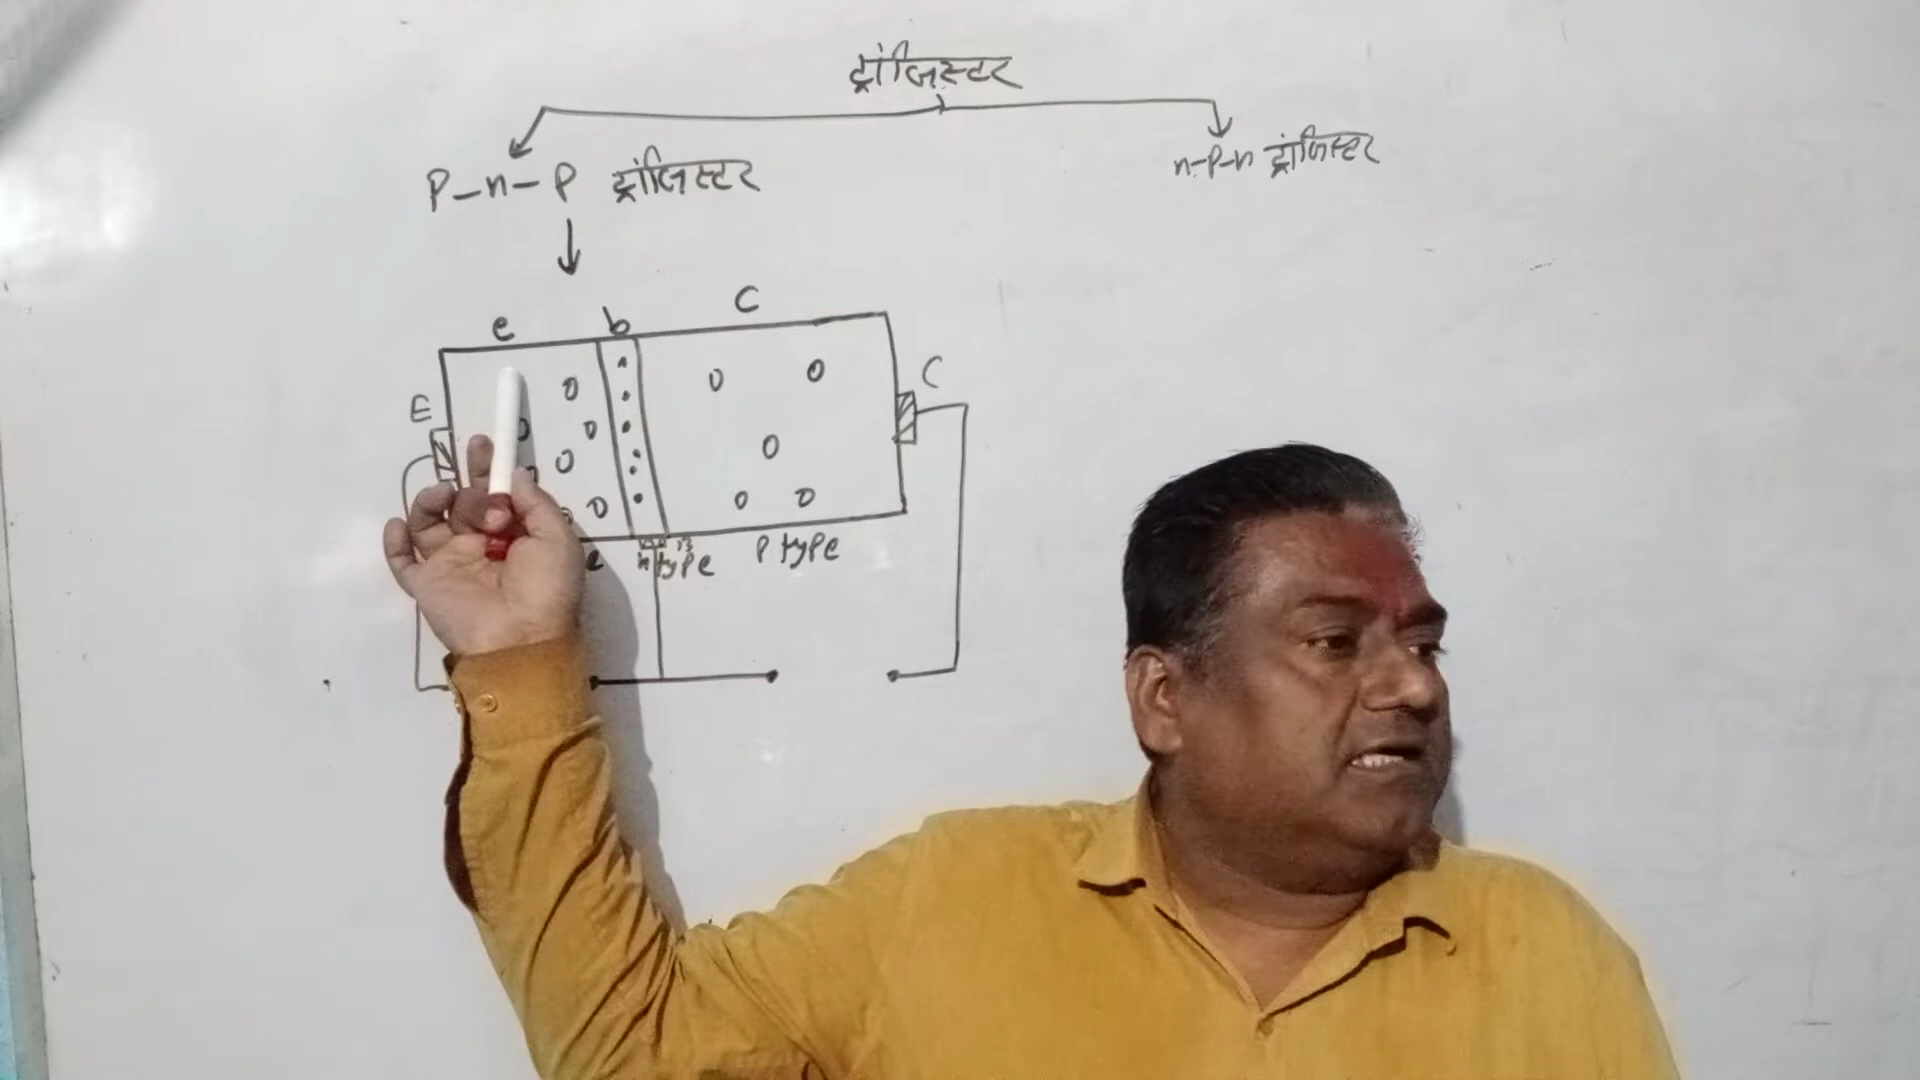 ट्रांजिस्टर
P-n-P ट्रांजिस्टर
n-p-n ट्रांजिस्टर
e b C
E
C
n type P type